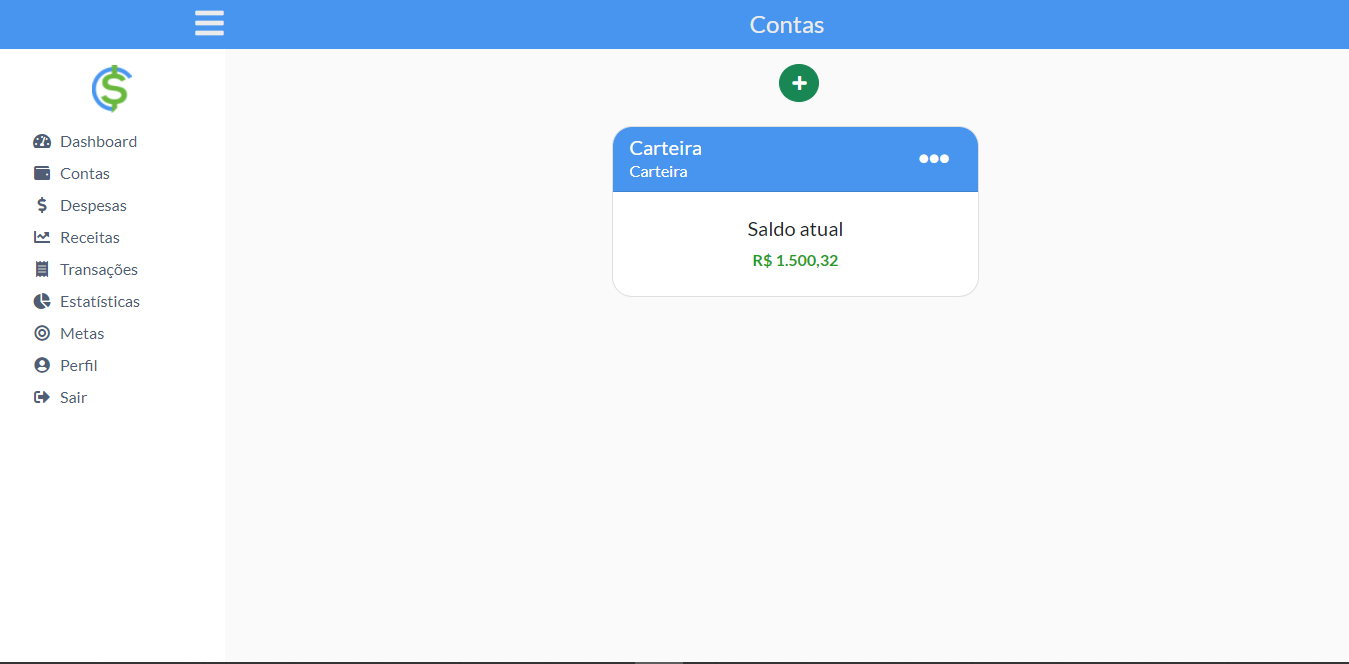 Contas
Dashboard
Contas
Despesas
Receitas
Transações
Estatísticas
Metas
Perfil
Sair
Carteira
Carteira
Saldo atual
R$ 1.500,32